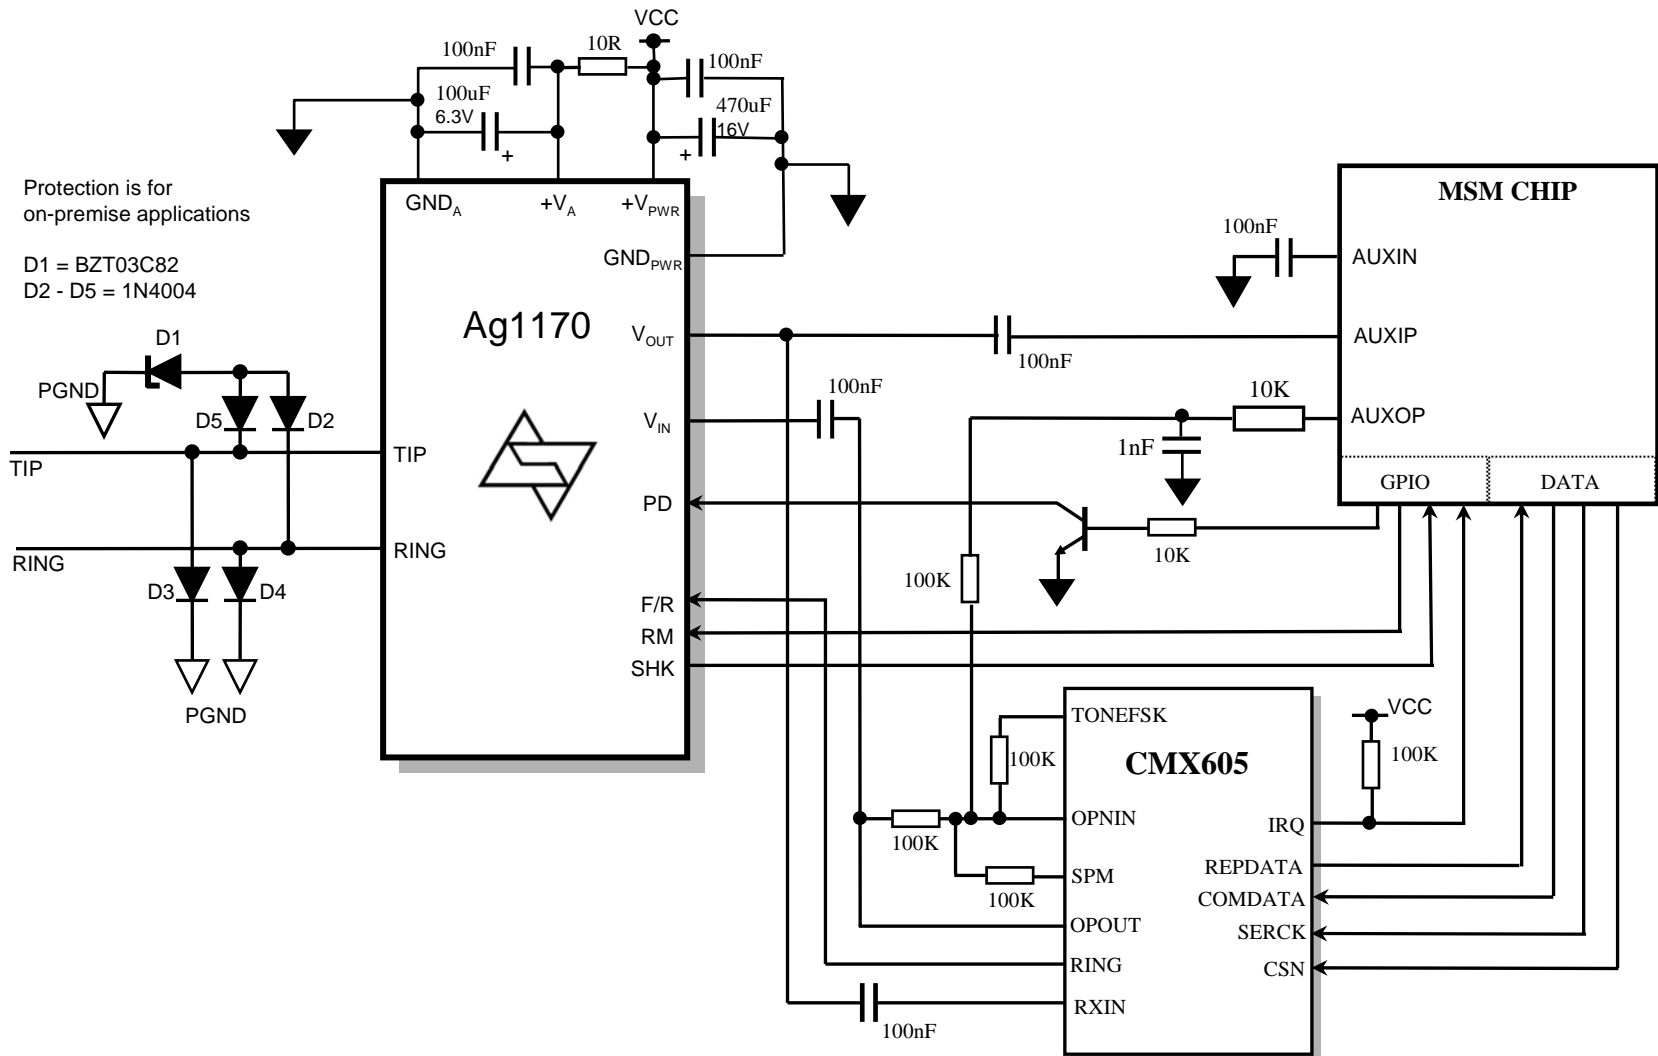 VCC
100nF
10R
100nF
100uF
6.3V
+
470uF
16V
+
Protection is for
on-premise applications
D1 = BZT03C82
D2 - D5 = 1N4004
GNDA
+VA
+VPWR
GNDPWR
Ag1170
VOUT
VIN
PD
F/R
RM
SHK
TIP
RING
D1
PGND
D5
D2
TIP
RING
D3
D4
PGND
100nF
100nF
100nF
10K
1nF
10K
100K
MSM CHIP
AUXIN
AUXIP
AUXOP
GPIO
DATA
TONEFSK
100K
CMX605
OPNIN
100K
SPM
100K
OPOUT
RING
RXIN
100nF
VCC
100K
IRQ
REPDATA
COMDATA
SERCK
CSN